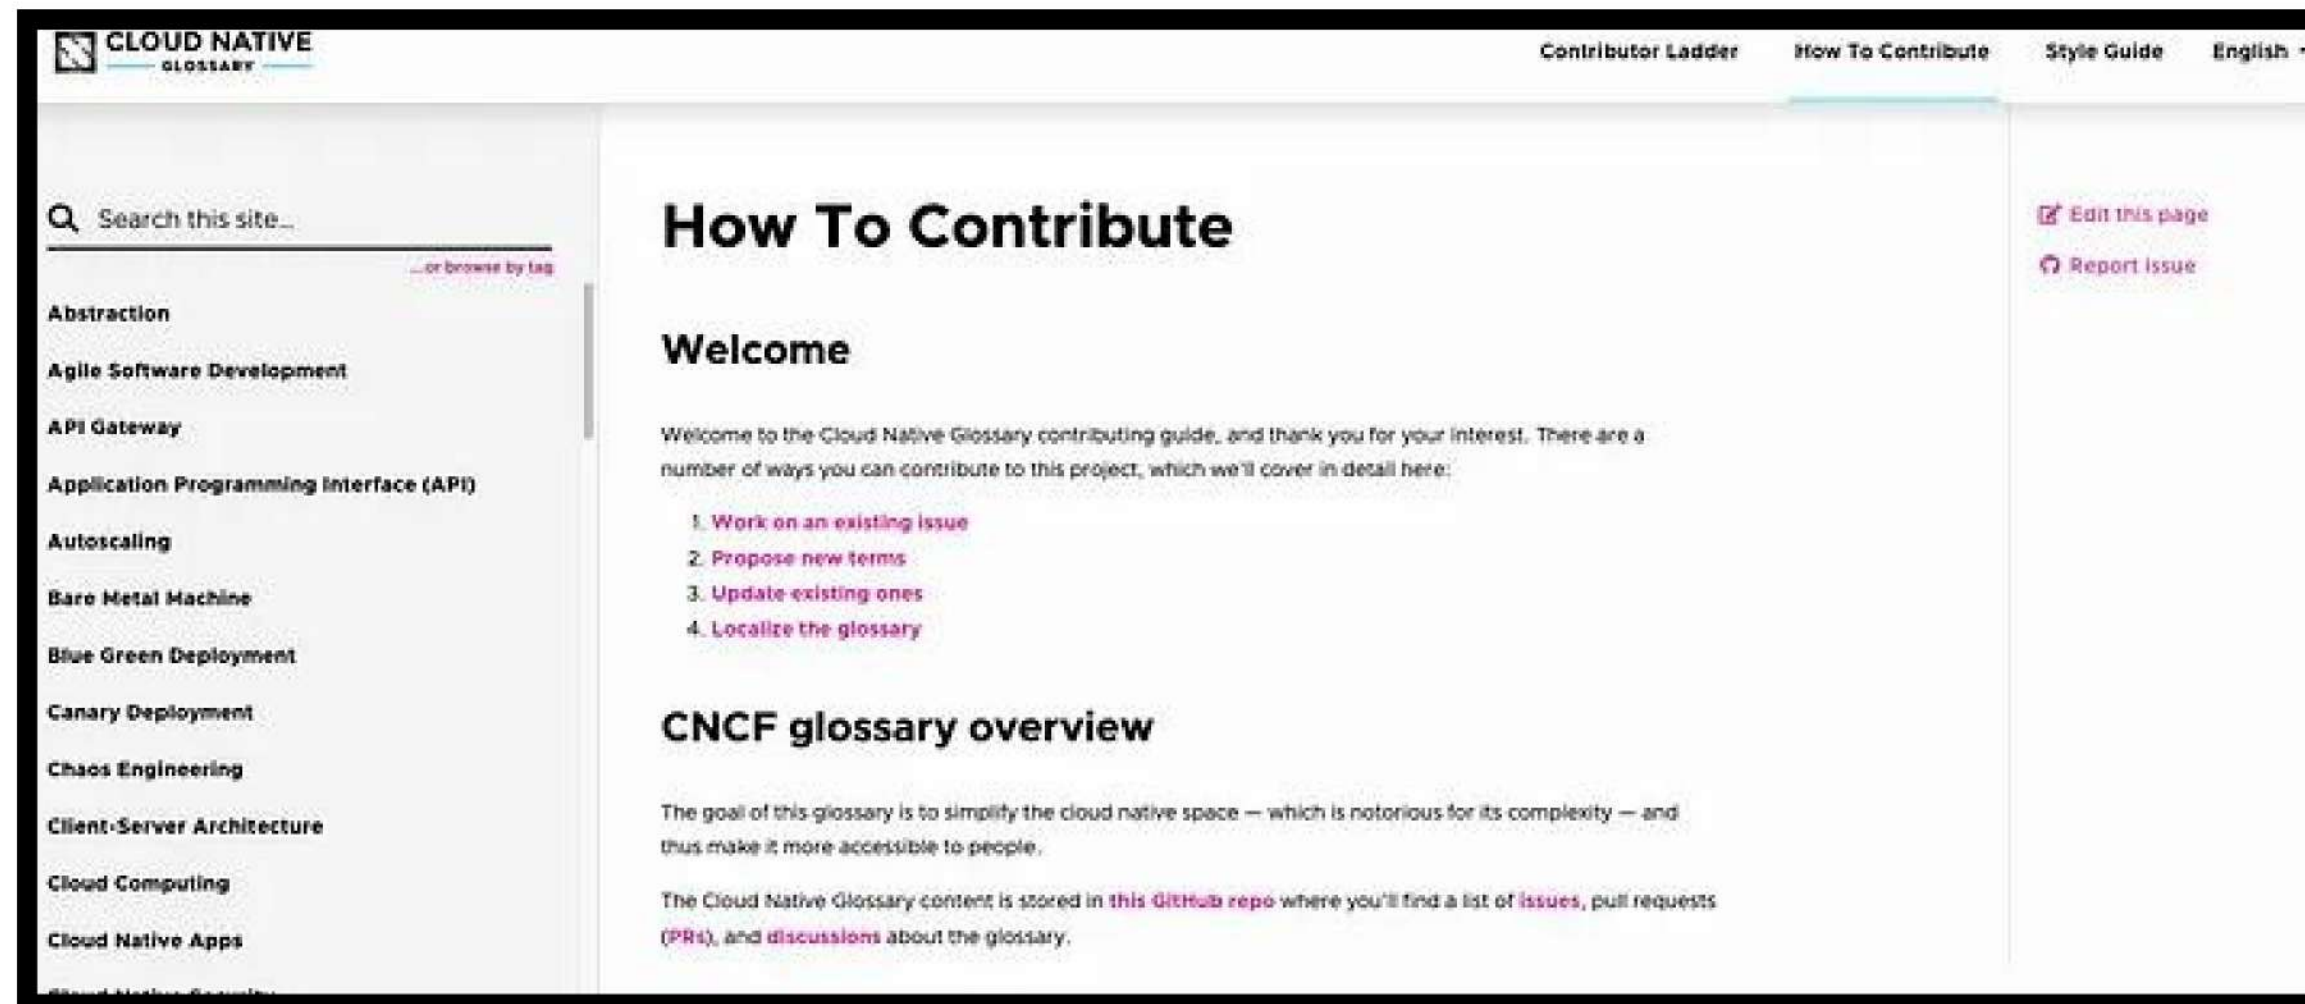 CLOUD NATIVE
GLOSSARY
Contributor Ladder
How To Contribute
Style Guide
English
Search this site...
...or browse by tag
Abstraction
Agile Software Development
API Gateway
Application Programming Interface (API)
Autoscaling
Bare Metal Machine
Blue Green Deployment
Canary Deployment
Chaos Engineering
Client-Server Architecture
Cloud Computing
Cloud Native Apps
Cloud Native Security
How To Contribute
Welcome
Welcome to the Cloud Native Glossary contributing guide, and thank you for your interest. There are a
number of ways you can contribute to this project, which we'll cover in detail here:
1. Work on an existing issue
2. Propose new terms
3. Update existing ones
4. Localize the glossary
CNCF glossary overview
The goal of this glossary is to simplify the cloud native space — which is notorious for its complexity — and
thus make it more accessible to people.
The Cloud Native Glossary content is stored in this GitHub repo where you'll find a list of issues, pull requests
(PRs), and discussions about the glossary.
Edit this page
Report issue